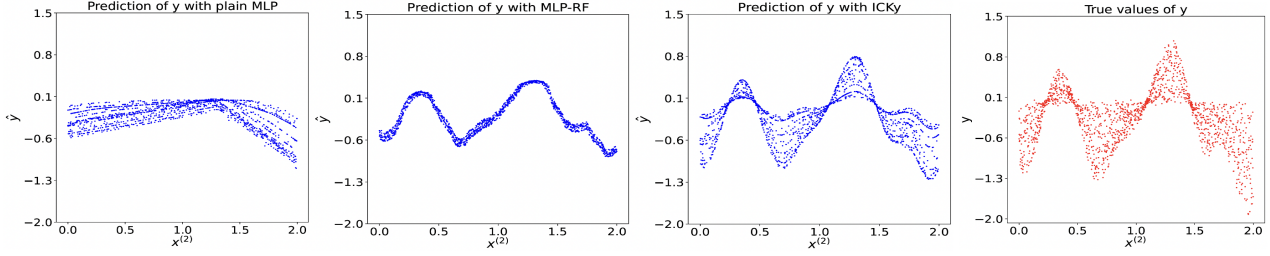 Prediction of y with plain MLP
1.5
0.8
0.1
−0.6
−1.3
−2.0
ŷ
0.0 0.5 1.0 1.5 2.0
x(2)
Prediction of y with MLP-RF
1.5
0.8
0.1
−0.6
−1.3
−2.0
ŷ
0.0 0.5 1.0 1.5 2.0
x(2)
Prediction of y with ICKy
1.5
0.8
0.1
−0.6
−1.3
−2.0
ŷ
0.0 0.5 1.0 1.5 2.0
x(2)
True values of y
1.5
0.8
0.1
−0.6
−1.3
−2.0
y
0.0 0.5 1.0 1.5 2.0
x(2)